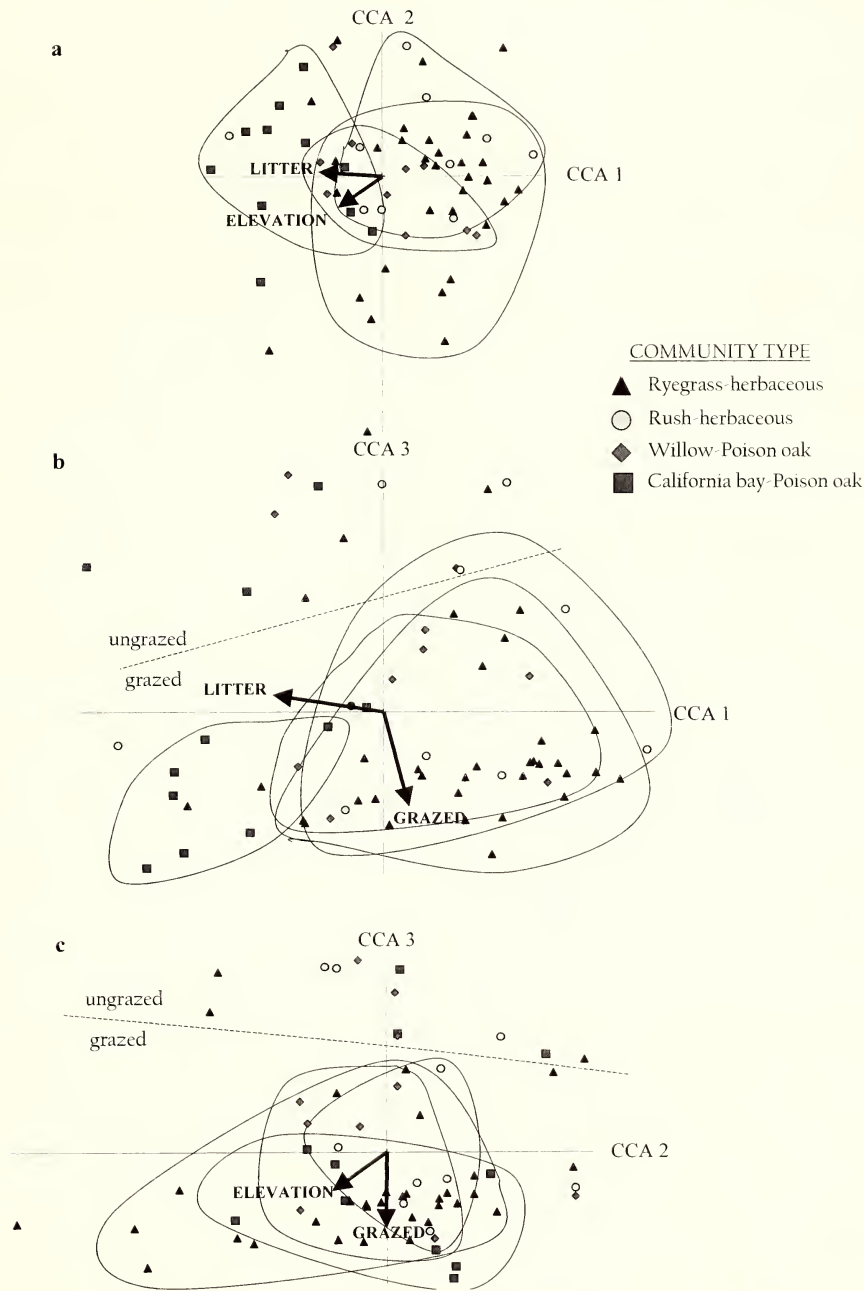 CCA 2
a
LITTER
CCA 1
ELEVATION
COMMUNITY TYPE
Ryegrass-herbaceous
Rush-herbaceous
Willow-Poison oak
California bay-Poison oak
b
CCA 3
ungrazed
grazed
LITTER
CCA 1
GRAZED
c
CCA 3
ungrazed
grazed
CCA 2
ELEVATION
GRAZED